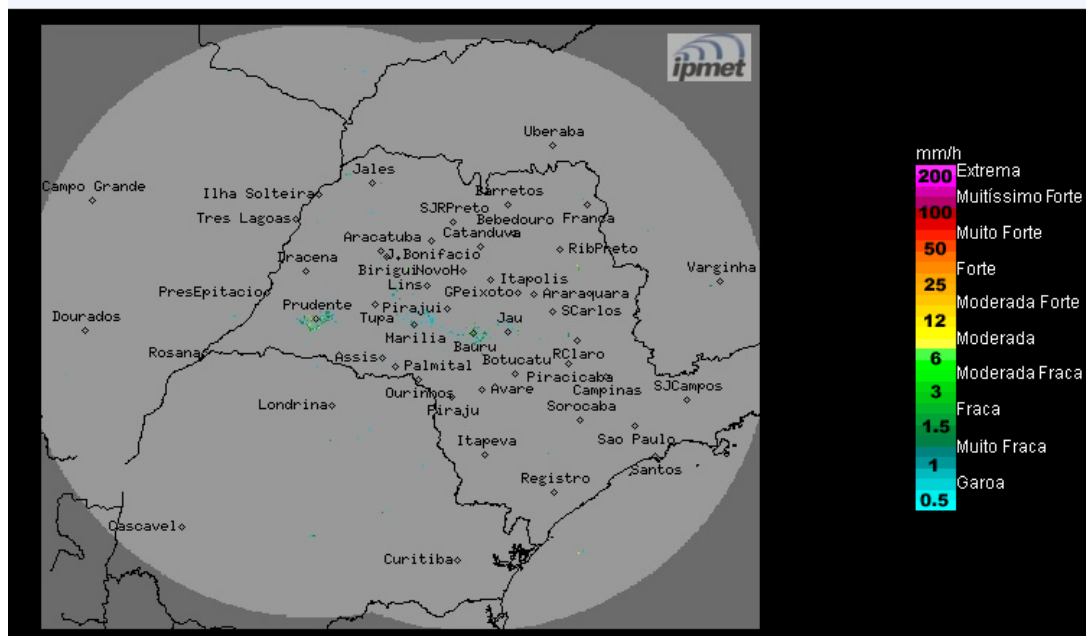 ipmet
Uberaba
Jales
Campo Grande
Ilha Solteira
Barretos
SJRPreto
Tres Lagoas
Bebedouro Franca
Catanduva
Aracatuba
J.Bonifacio
RibPreto
Dracena
BiriguiNovoH
Itapolis
Varginha
Lins
PresEpitacio
GPeixoto
Araraquara
Prudente
Pirajui
SCarlos
Dourados
Tupa
Jau
Marilia
Bauru
Rosana
Assis
Botucatu
RClaro
Palmital
Piracicaba
SJCampos
Ourinhos
Avare
Campinas
Londrina
Piraju
Sorocaba
Itapeva
Sao Paulo
Santos
Registro
Cascavel
Curitiba
mm/h
200 Extrema
Muitíssimo Forte
100
Muito Forte
50
Forte
25
Moderada Forte
12
Moderada
6
Moderada Fraca
3
Fraca
1.5
Muito Fraca
1
Garoa
0.5